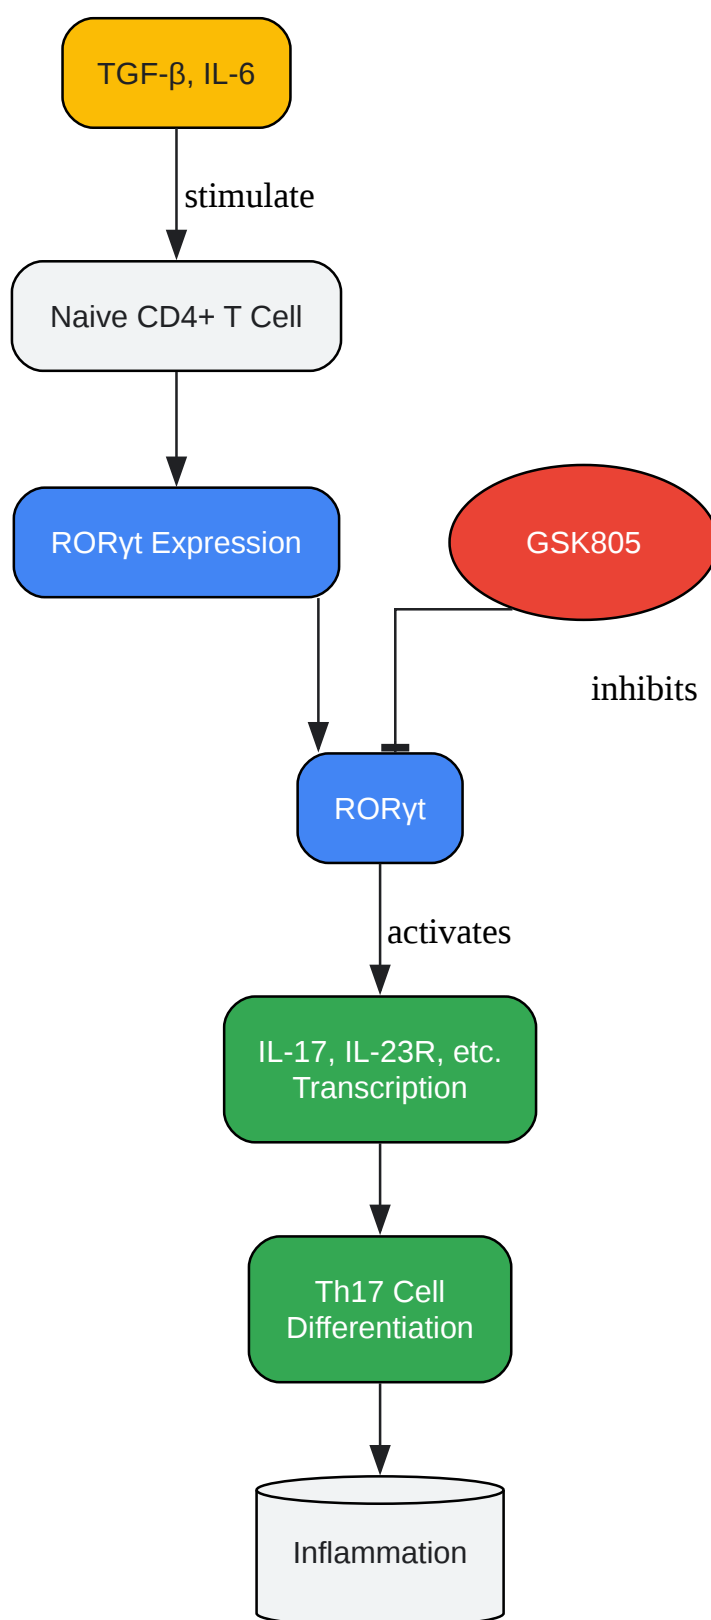 TGF-β, IL-6
stimulate
Naive CD4+ T Cell
RORγt Expression
GSK805
inhibits
RORγt
activates
IL-17, IL-23R, etc.
Transcription
Th17 Cell
Differentiation
Inflammation